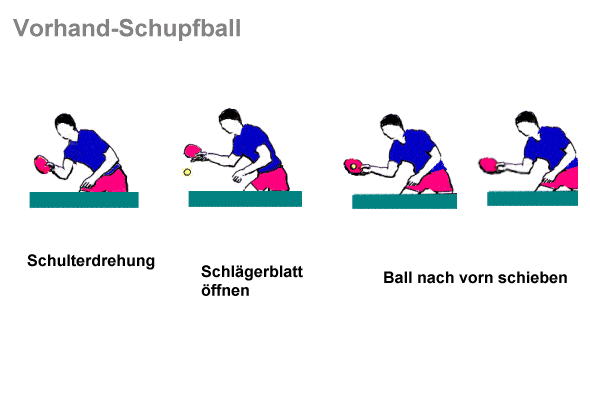 Vorhand-Schupfball
Schulterdrehung
Schlägerblatt
öffnen
Ball nach vorn schieben